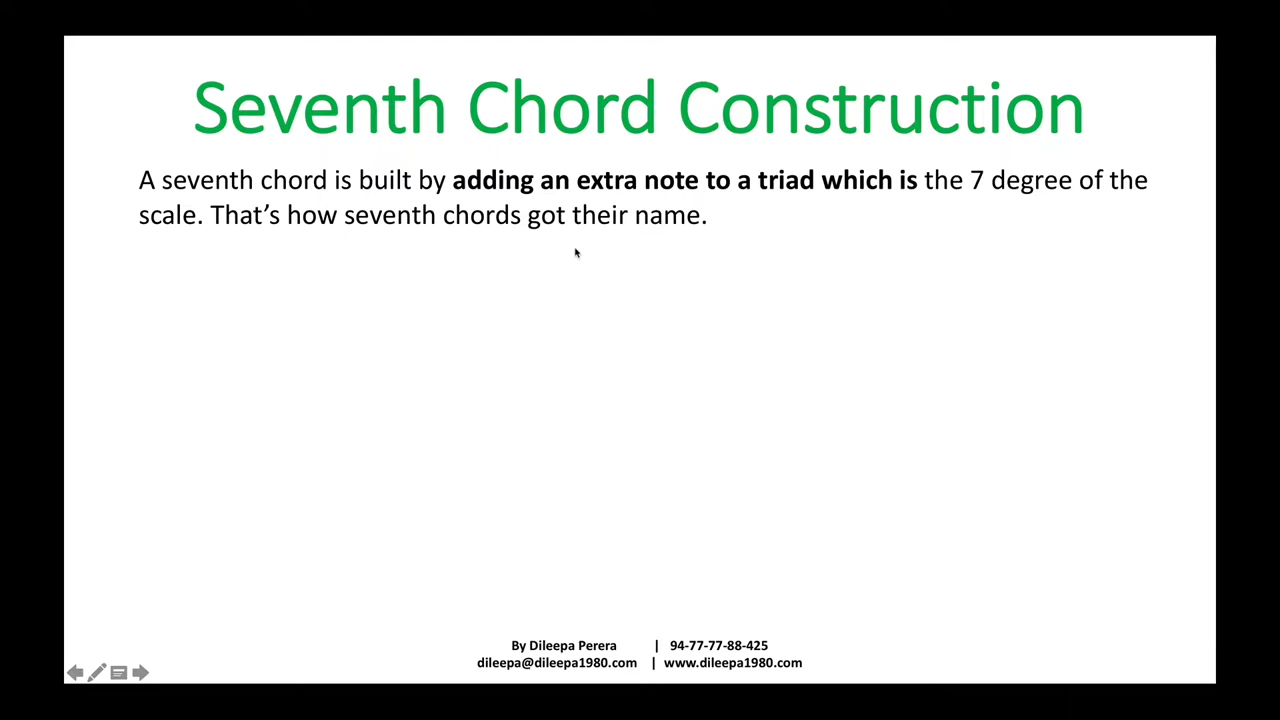 Seventh Chord Construction
A seventh chord is built by adding an extra note to a triad which is the 7 degree of the
scale. That’s how seventh chords got their name.
By Dileepa Perera | 94-77-77-88-425
dileepa@dileepa1980.com | www.dileepa1980.com